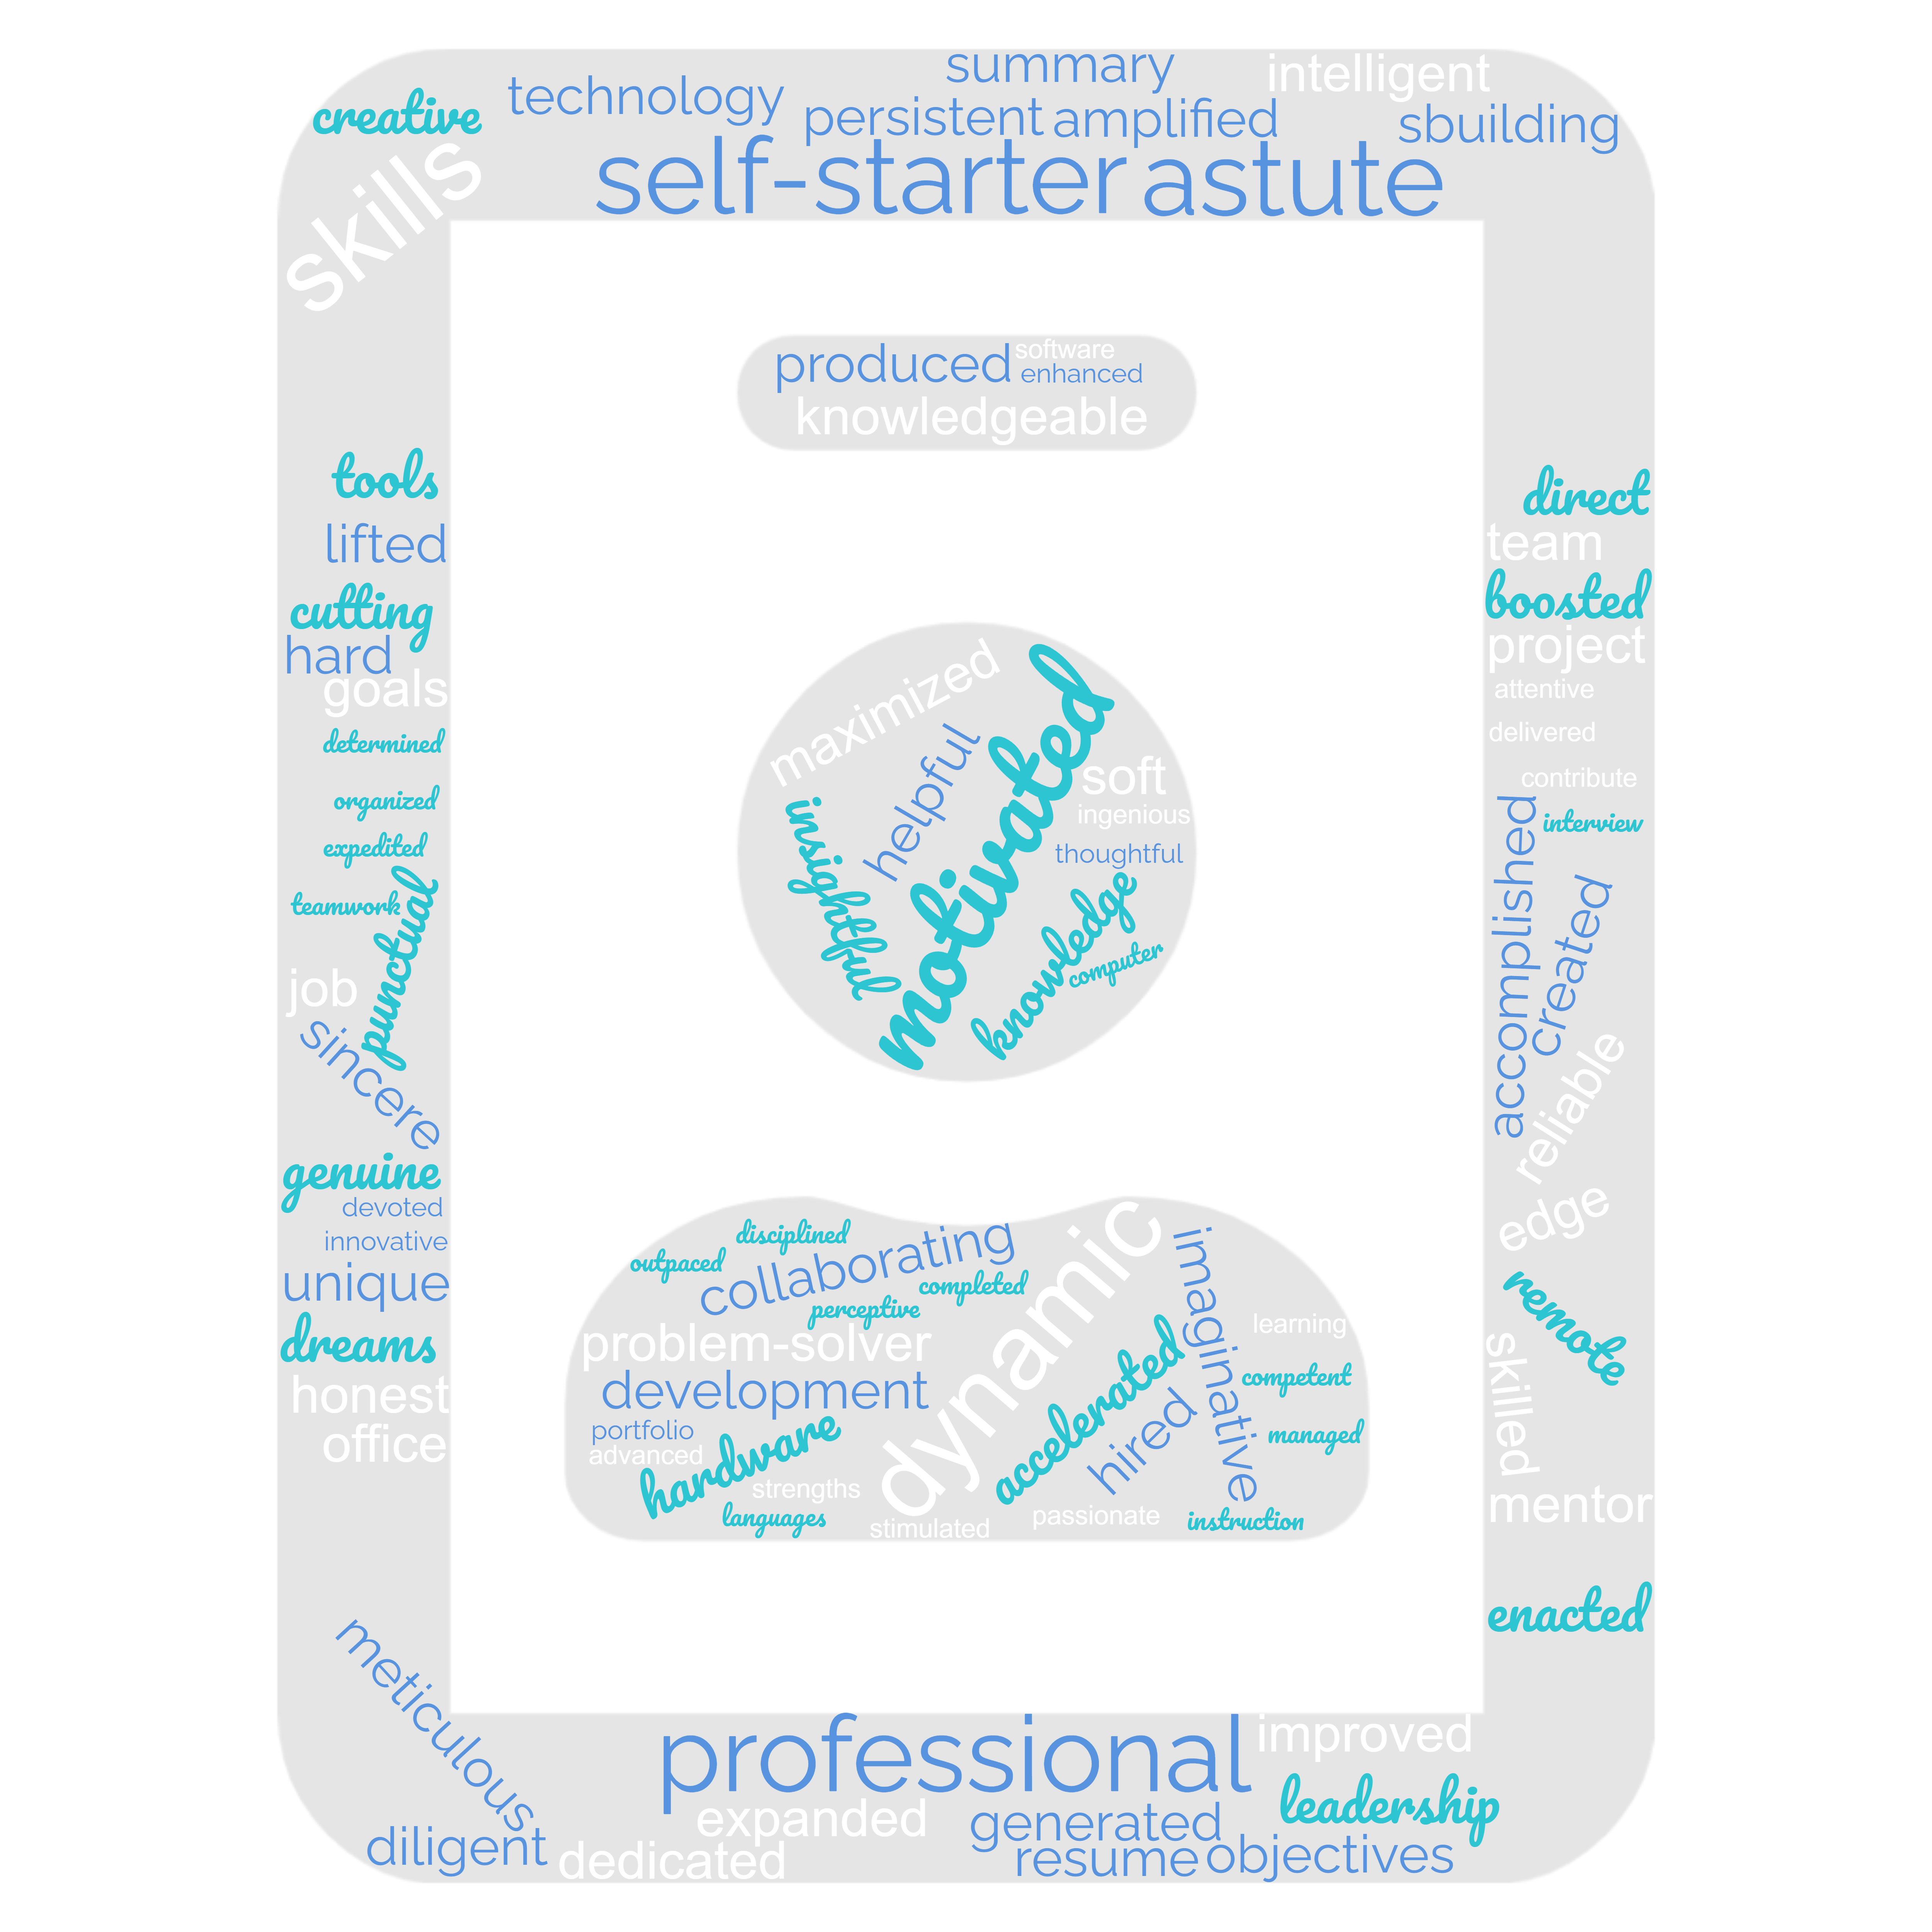 summary
intelligent
creative
technology
persistent
amplified
sbuilding
self-starter
astute
skills
produced
software
enhanced
knowledgeable
tools
lifted
cutting
hard
goals
determined
organized
expedited
teamwork
punctual
job
sincere
genuine
devoted
innovative
unique
dreams
honest
office
maximized
helpful
motivated
insightful
soft
ingenious
thoughtful
knowledge
computer
direct
team
boosted
project
attentive
delivered
contribute
interview
accomplished
created
reliable
edge
remote
skilled
mentor
enacted
disciplined
outpaced
collaborating
completed
perceptive
problem-solver
development
portfolio
advanced
hardware
strengths
languages
dynamic
stimulated
accelerated
hired
passionate
imaginative
learning
competent
managed
instruction
meticulous
diligent
professional
improved
expanded
dedicated
generated
leadership
resume
objectives